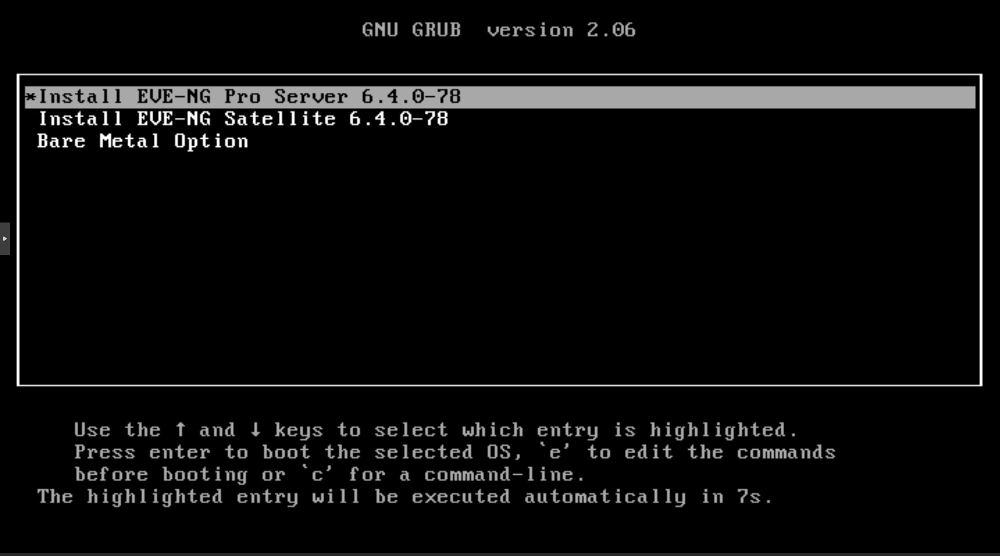 GNU GRUB  version 2.06
*Install EVE-NG Pro Server 6.4.0-78
Install EVE-NG Satellite 6.4.0-78
Bare Metal Option
Use the ↑ and ↓ keys to select which entry is highlighted.
Press enter to boot the selected OS, `e' to edit the commands
before booting or `c' for a command-line.
The highlighted entry will be executed automatically in 7s.